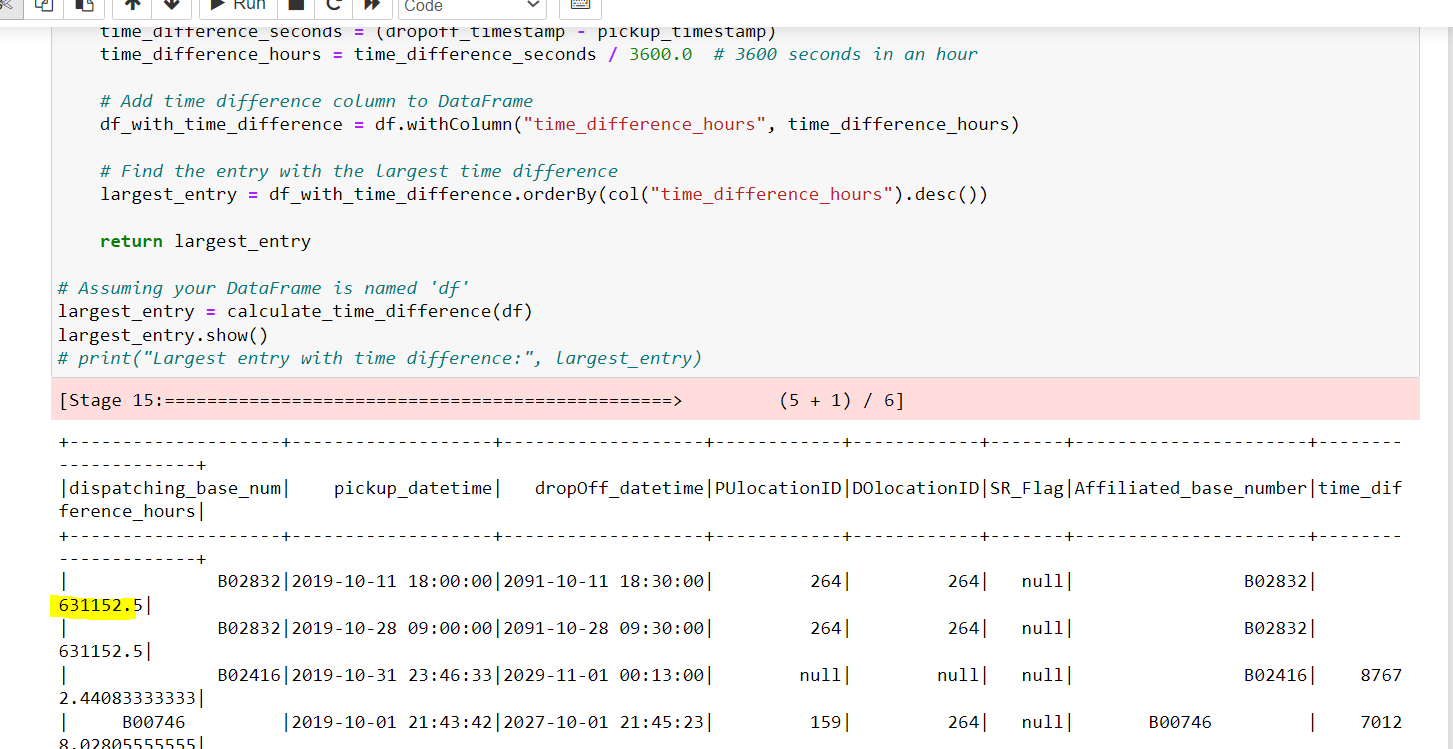 Run
Code
time_difference_seconds = (dropoff_timestamp - pickup_timestamp)
time_difference_hours = time_difference_seconds / 3600.0  # 3600 seconds in an hour
# Add time difference column to DataFrame
df_with_time_difference = df.withColumn("time_difference_hours", time_difference_hours)
# Find the entry with the largest time difference
largest_entry = df_with_time_difference.orderBy(col("time_difference_hours").desc())
return largest_entry
# Assuming your DataFrame is named 'df'
largest_entry = calculate_time_difference(df)
largest_entry.show()
# print("Largest entry with time difference:", largest_entry)
[Stage 15:================================================>         (5 + 1) / 6]
+--------------------+-------------------+-------------------+------------+------------+-------+----------------------+--------
-------------+
|dispatching_base_num|    pickup_datetime|   dropOff_datetime|PUlocationID|DOlocationID|SR_Flag|Affiliated_base_number|time_dif
ference_hours|
+--------------------+-------------------+-------------------+------------+------------+-------+----------------------+--------
-------------+
|              B02832|2019-10-11 18:00:00|2091-10-11 18:30:00|         264|         264|   null|                B02832|
631152.5|
|              B02832|2019-10-28 09:00:00|2091-10-28 09:30:00|         264|         264|   null|                B02832|
631152.5|
|              B02416|2019-10-31 23:46:33|2029-11-01 00:13:00|        null|        null|   null|                B02416|    8767
2.44083333333|
|     B00746         |2019-10-01 21:43:42|2027-10-01 21:45:23|         159|         264|   null|       B00746         |    7012
8.02805555555|